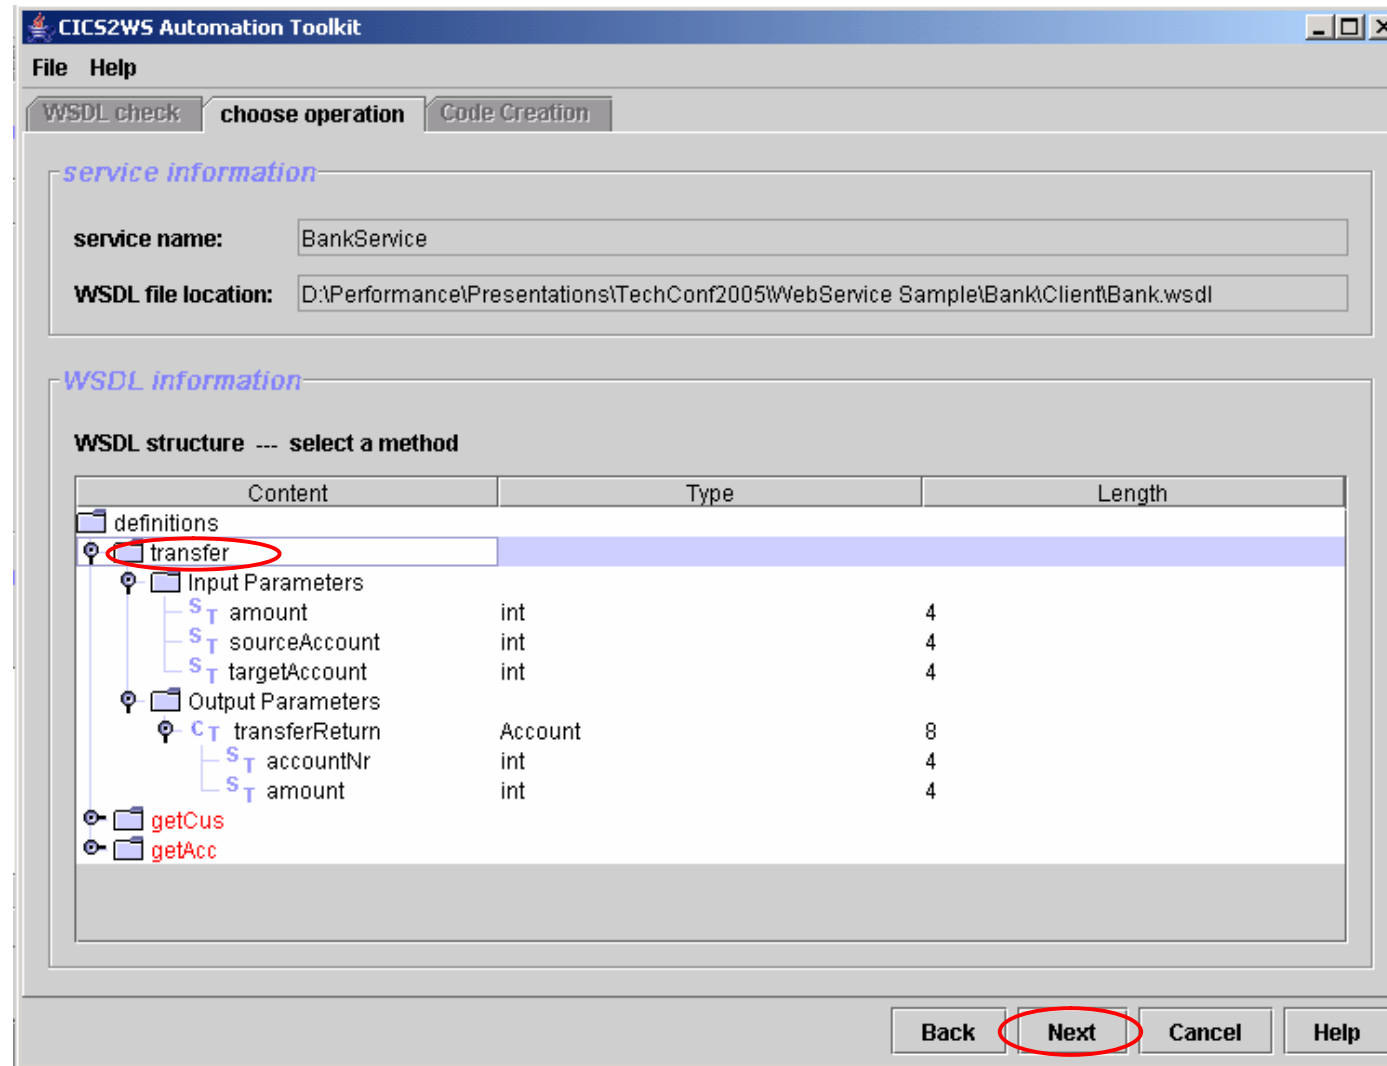 CICS2WS Automation Toolkit
File Help
WSDL check choose operation Code Creation
service information
service name: BankService
WSDL file location: D:\Performance\Presentations\TechConf2005\WebService Sample\Bank\Client\Bank.wsdl
WSDL information
WSDL structure --- select a method
Content Type Length
definitions
transfer
Input Parameters
S T amount int 4
S T sourceAccount int 4
S T targetAccount int 4
Output Parameters
C T transferReturn Account 8
S T accountNr int 4
S T amount int 4
getCus
getAcc
Back Next Cancel Help